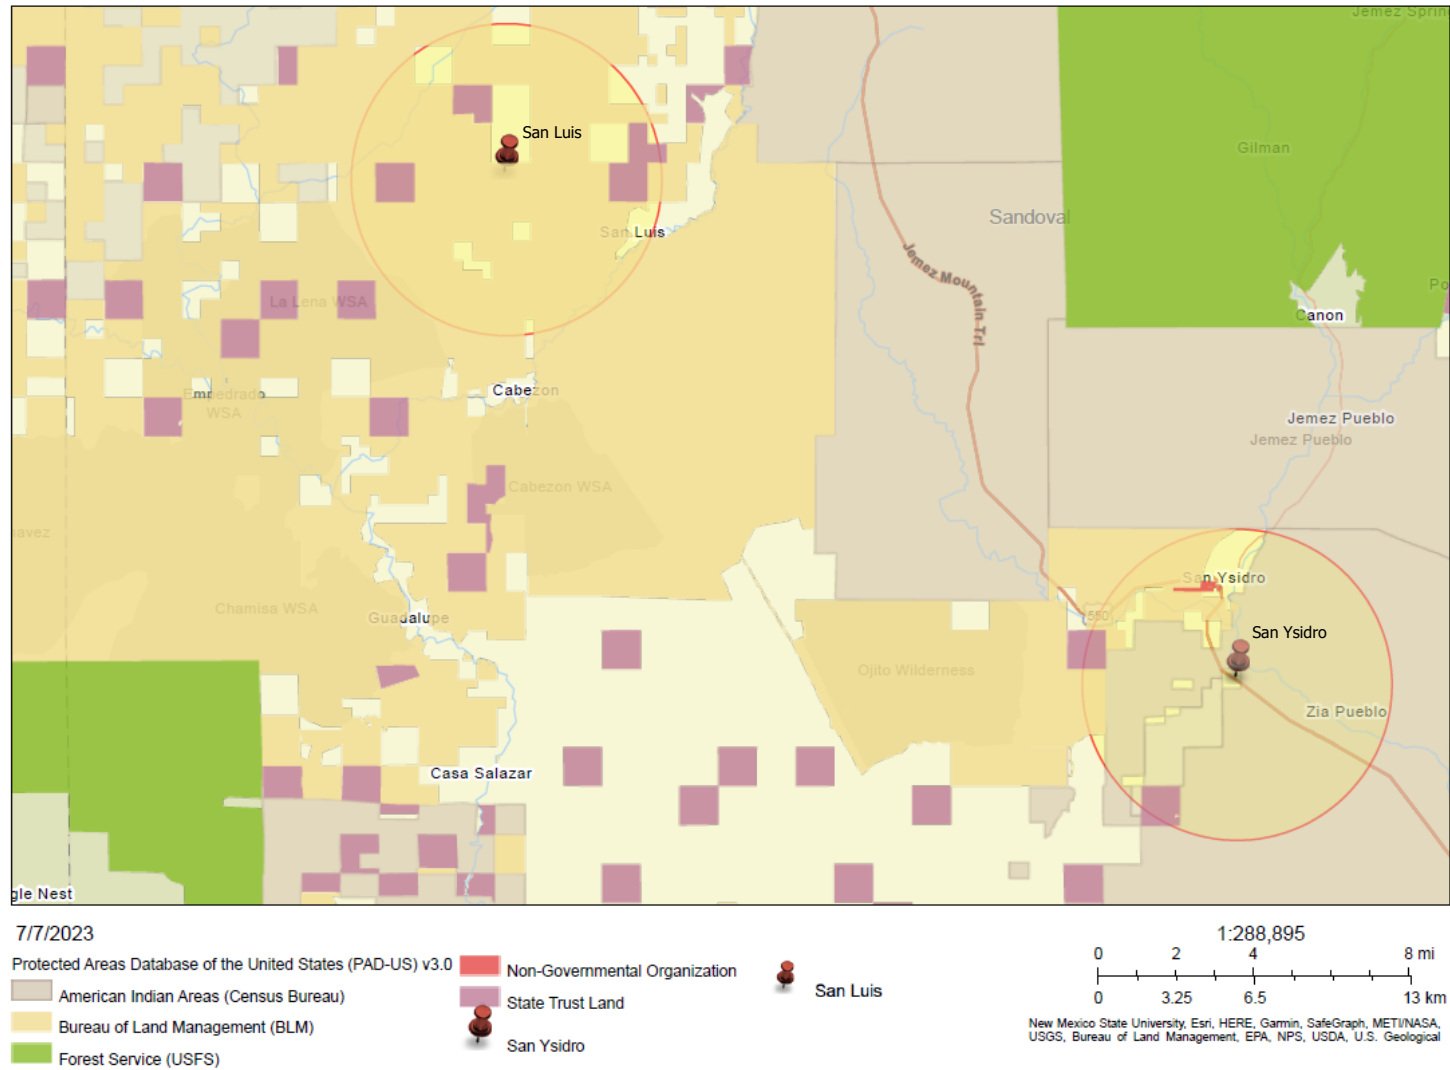 Jemez Spring
San Luis
Gilman
Sandoval
San Luis
Jemez Mountain Trl
La Lena WSA
Po
Canon
Cabezon
Empedrado
WSA
Jemez Pueblo
Jemez Pueblo
Cabezon WSA
avez
San Ysidro
Chamisa WSA
Guadalupe
550
San Ysidro
Ojito Wilderness
Zia Pueblo
Casa Salazar
gle Nest
7/7/2023
Protected Areas Database of the United States (PAD-US) v3.0
American Indian Areas (Census Bureau)
Bureau of Land Management (BLM)
Forest Service (USFS)
Non-Governmental Organization
State Trust Land
San Ysidro
San Luis
1:288,895
0 2 4 8 mi
0 3.25 6.5 13 km
New Mexico State University, Esri, HERE, Garmin, SafeGraph, METI/NASA,
USGS, Bureau of Land Management, EPA, NPS, USDA, U.S. Geological